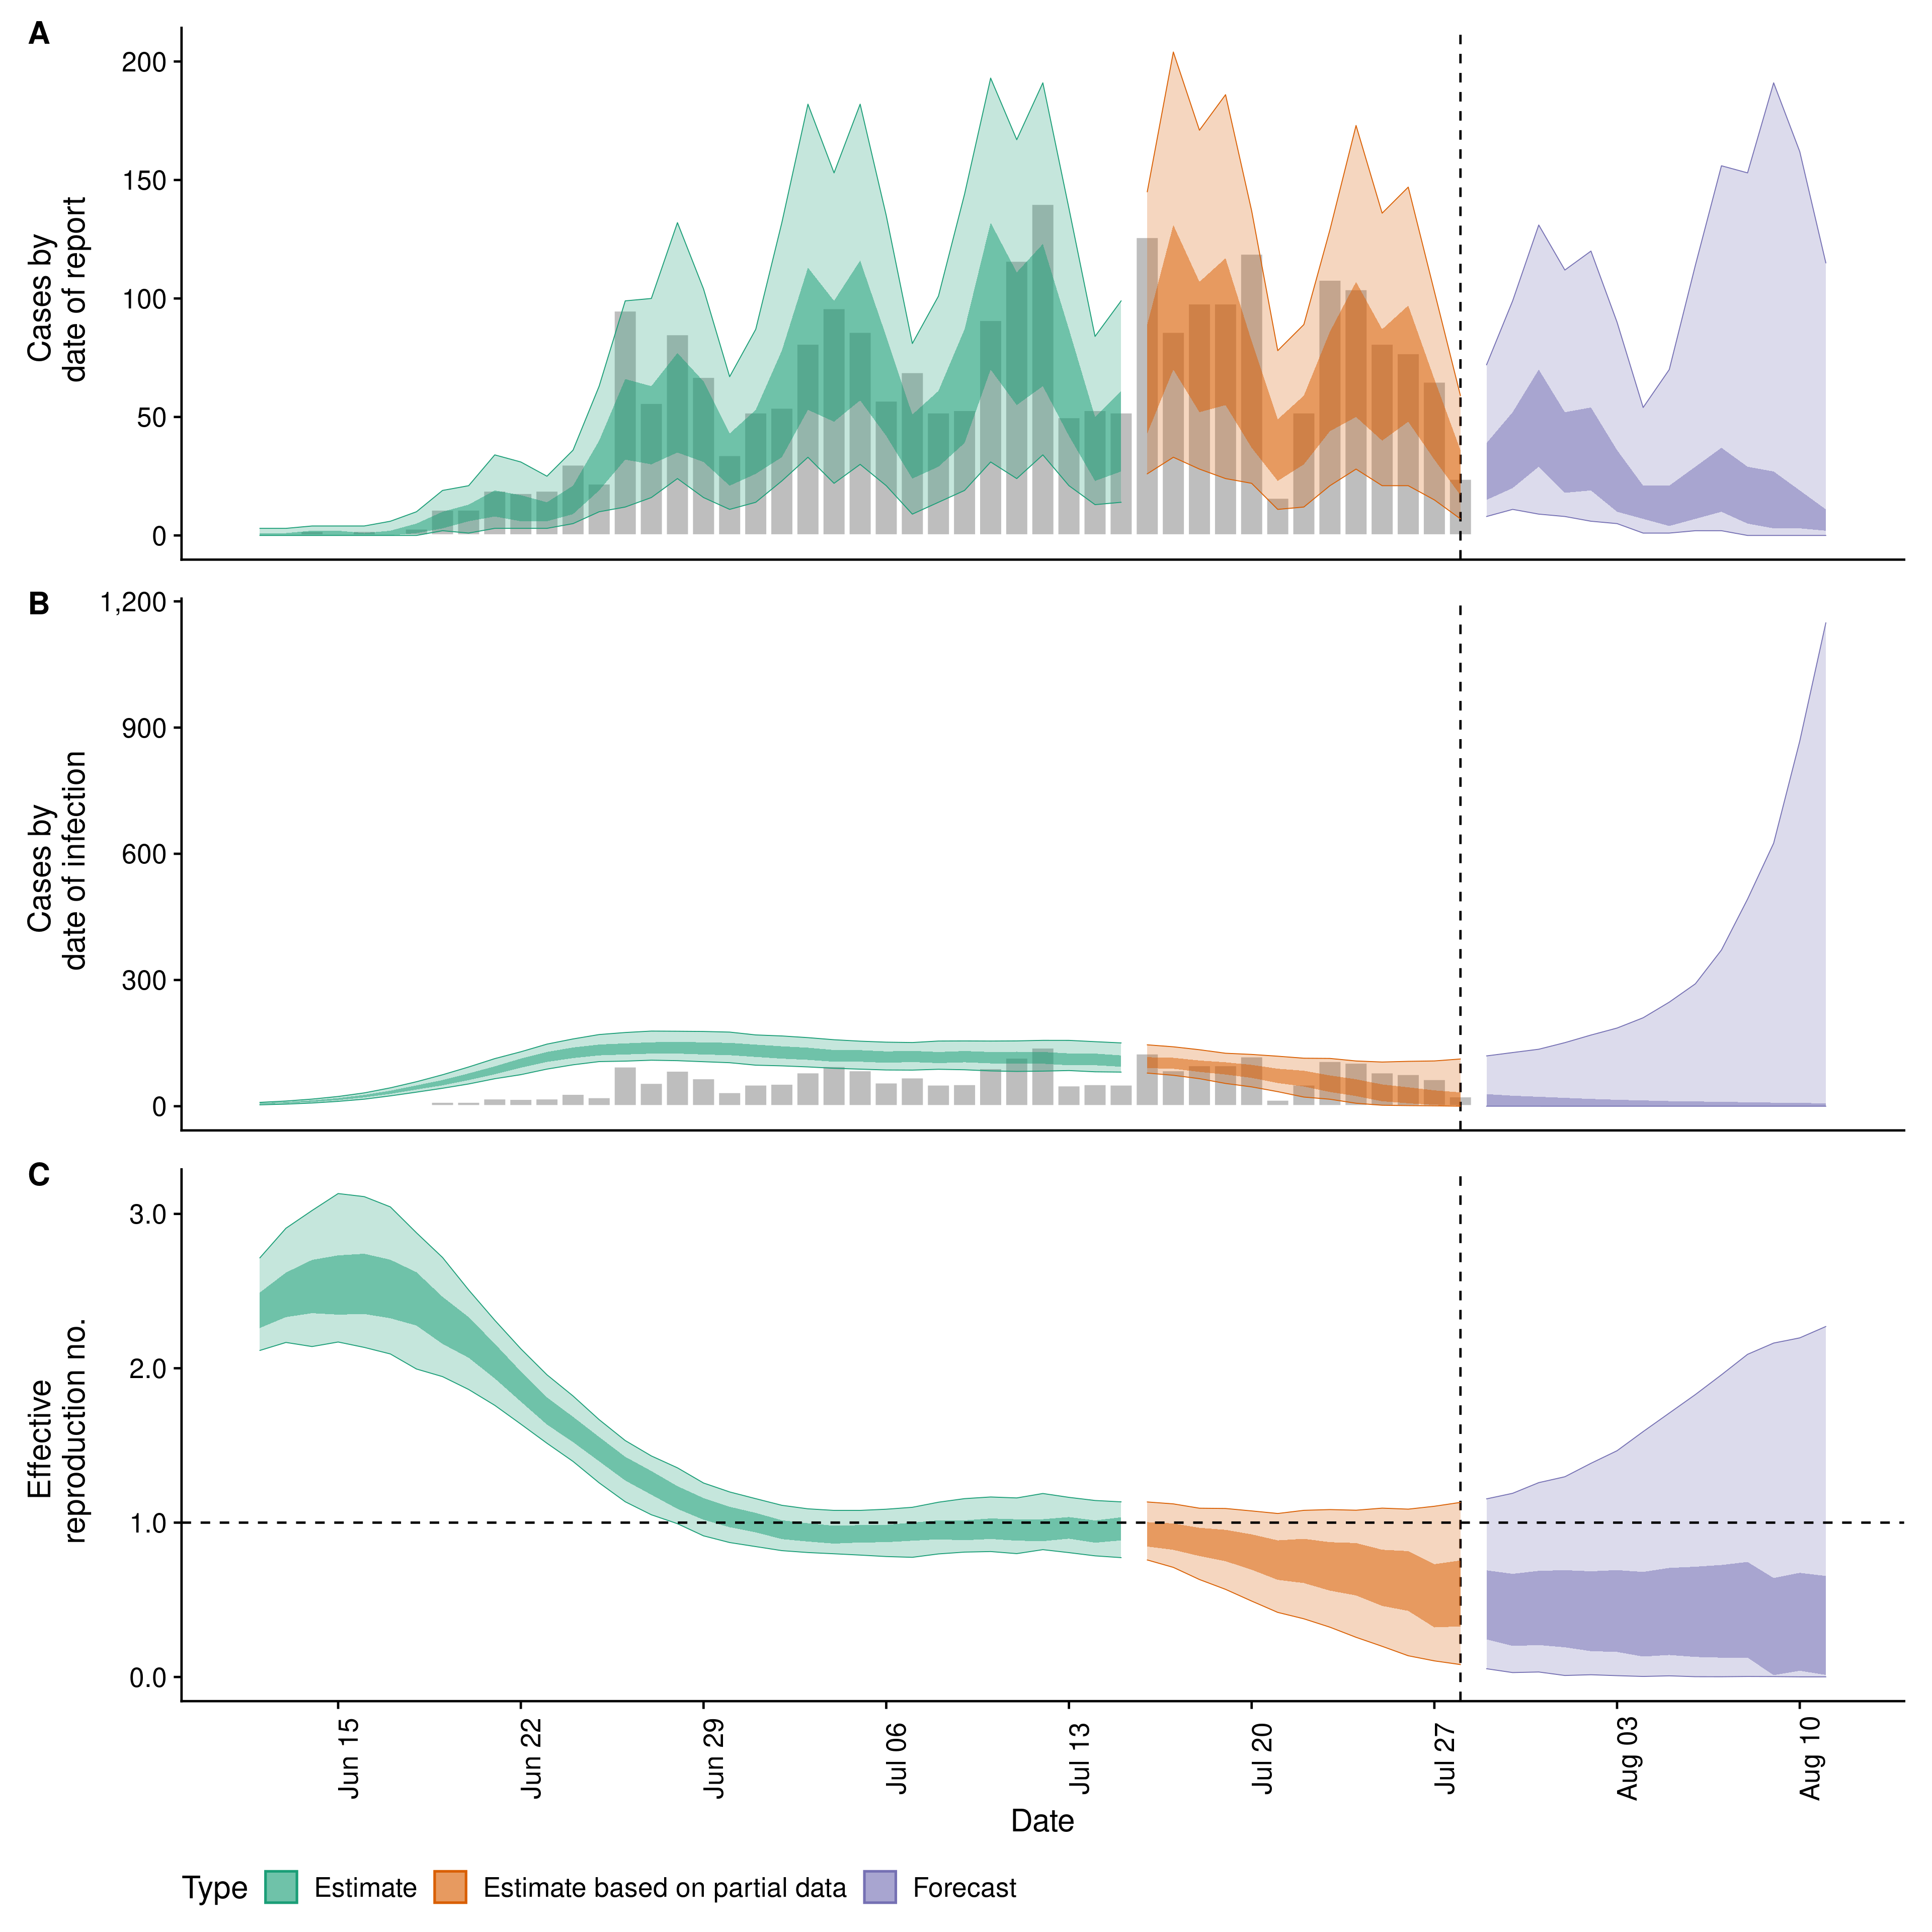 A
200
150
100
50
0
Cases by
date of report
B
1,200
900
600
300
0
Cases by
date of infection
C
3.0
2.0
1.0
0.0
Effective
reproduction no.
Jun 15
Jun 22
Jun 29
Jul 06
Jul 13
Jul 20
Jul 27
Aug 03
Aug 10
Date
Type Estimate Estimate based on partial data Forecast